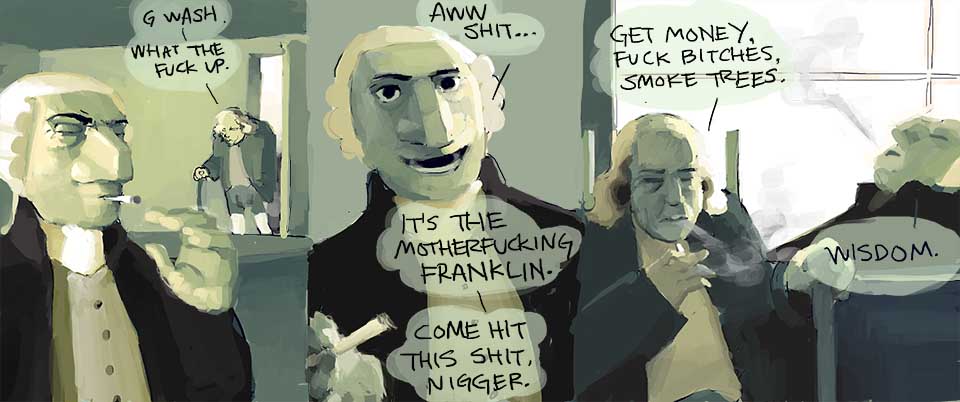 G WASH.
WHAT THE
FUCK UP.
AWW
SHIT...
IT'S THE
MOTHERFUCKING
FRANKLIN.
COME HIT
THIS SHIT,
NIGGER.
GET MONEY,
FUCK BITCHES,
SMOKE TREES.
WISDOM.